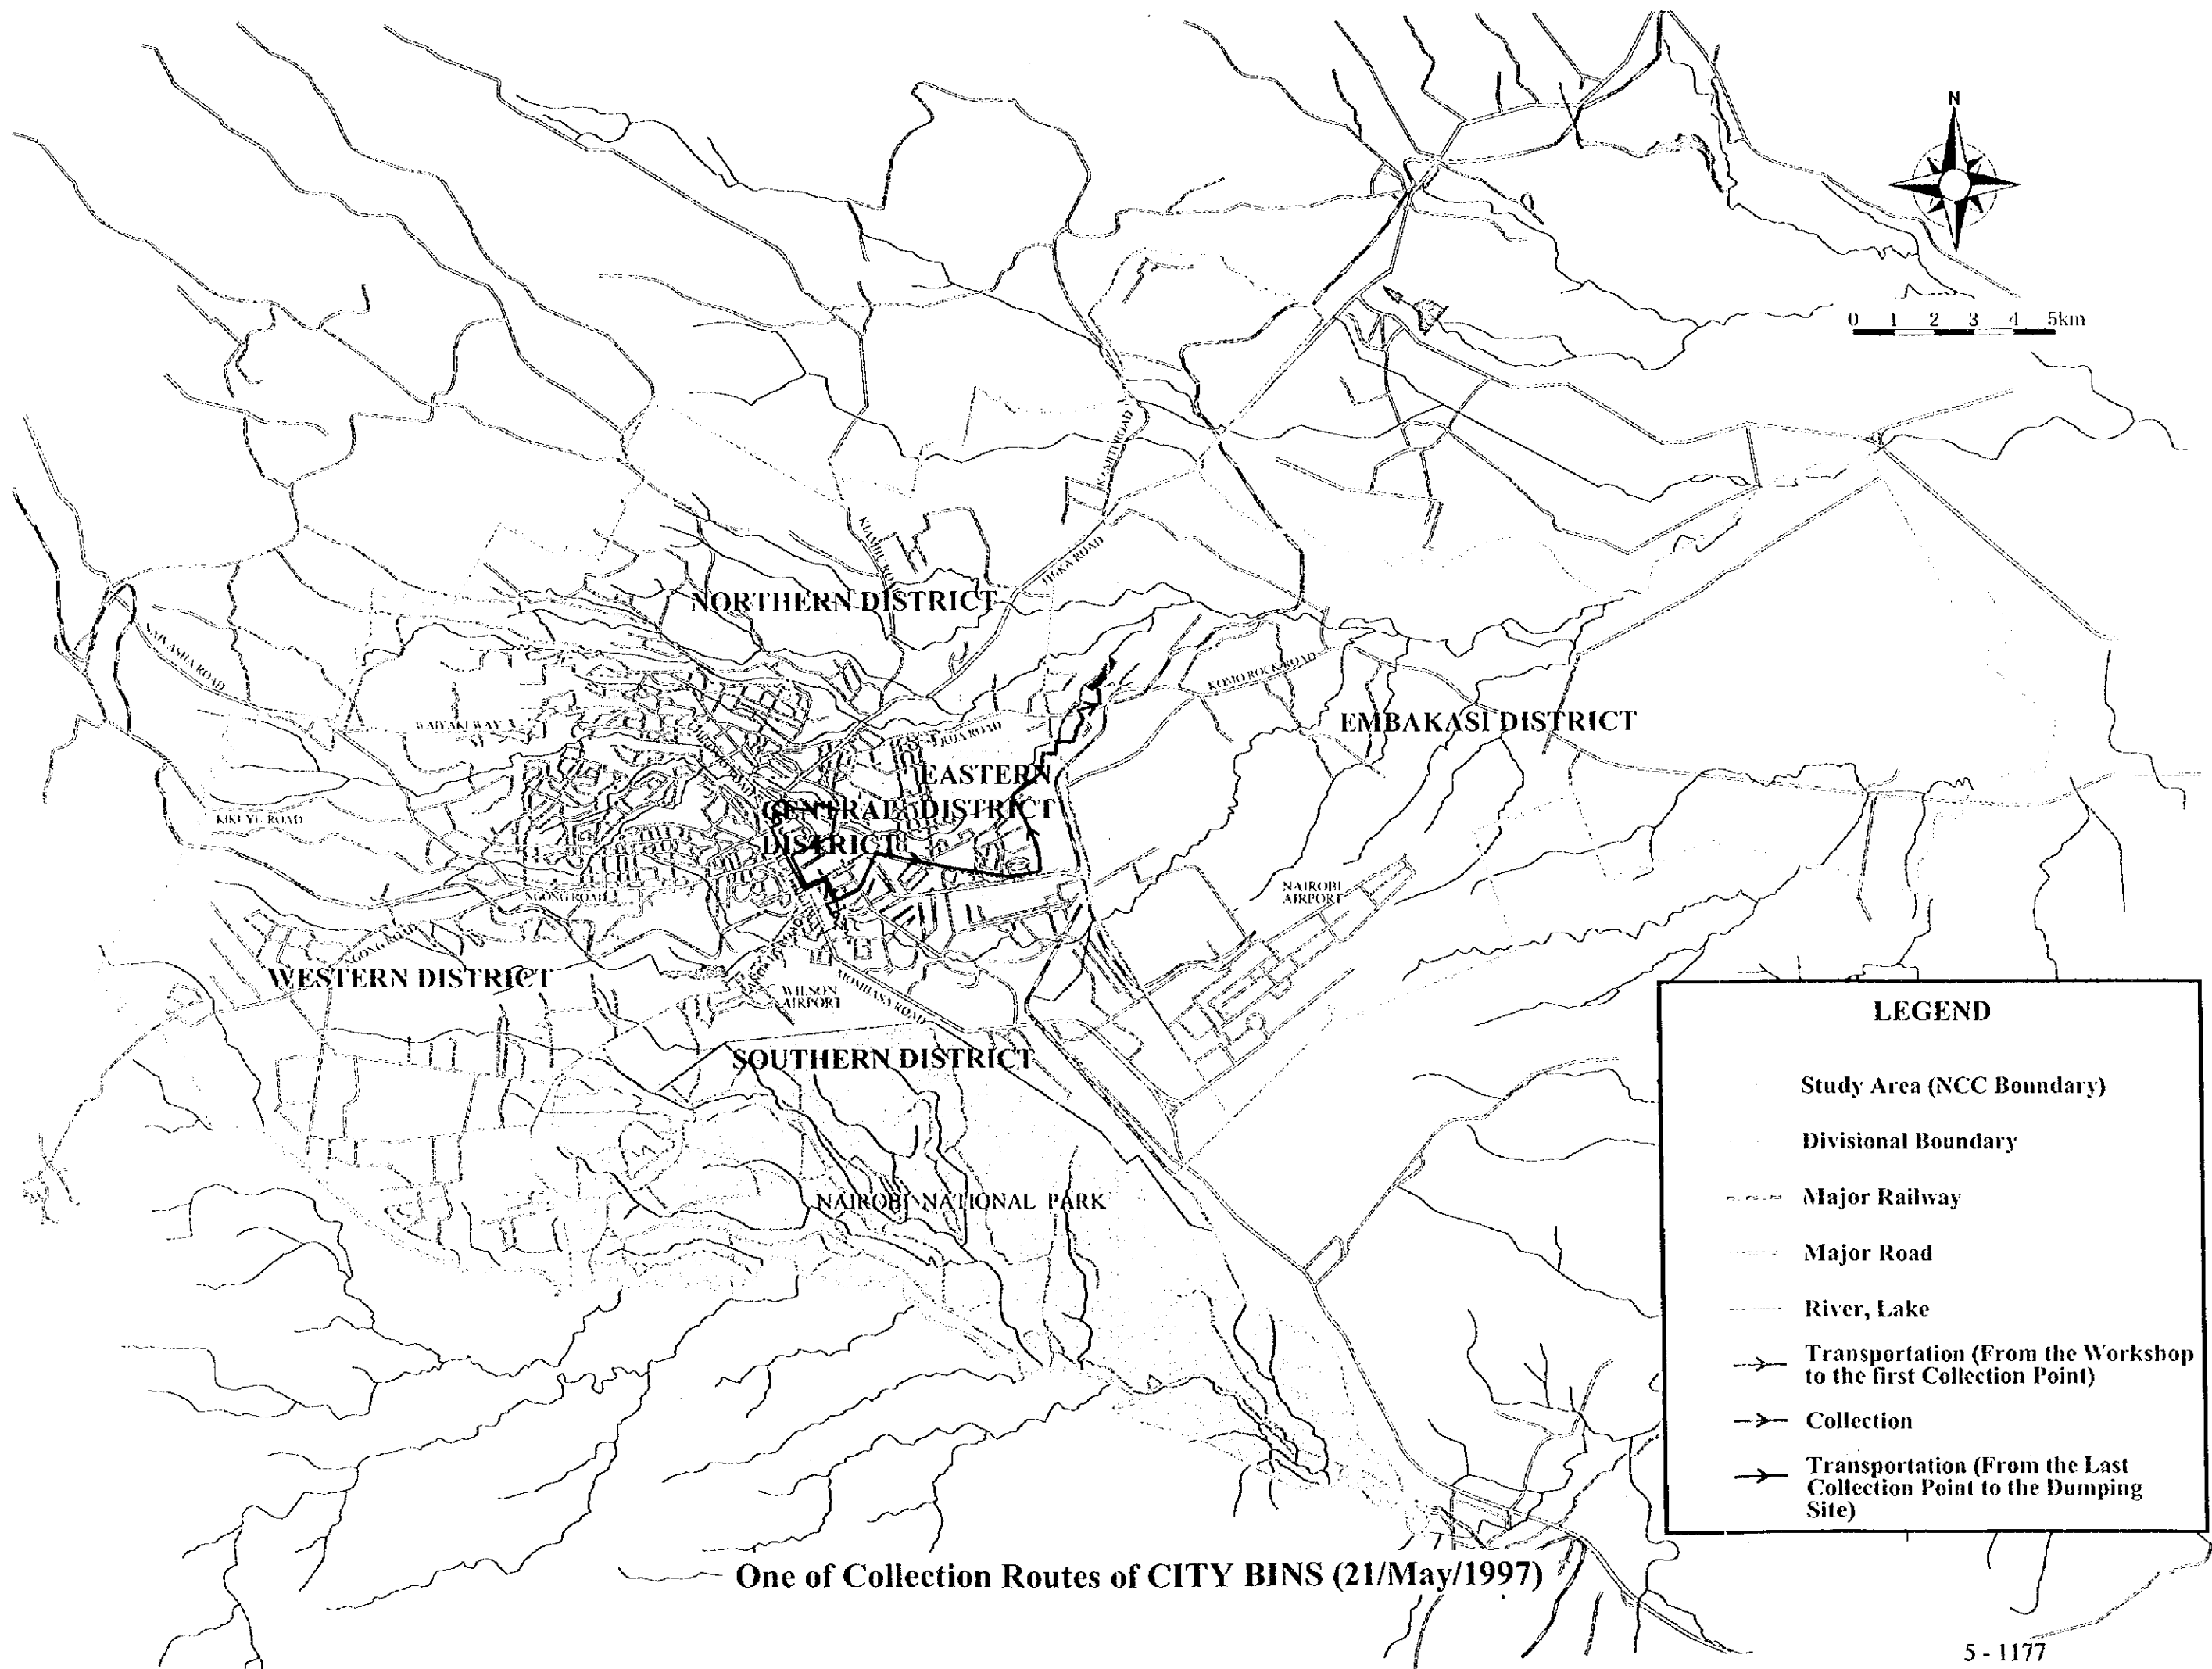 N
0 1 2 3 4 5km
KAMITI ROAD
THIKA ROAD
NORTHERN DISTRICT
NAIVASHA ROAD
KOMO ROCK ROAD
WAIYAKI WAY
JUJA ROAD
EMBAKASI DISTRICT
EASTERN
DISTRICT
CENTRAL
DISTRICT
KIKUYU ROAD
NAIROBI
AIRPORT
NGONG ROAD
NGONG ROAD
WESTERN DISTRICT
WILSON
AIRPORT
MOMBASA ROAD
SOUTHERN DISTRICT
NAIROBI NATIONAL PARK
LEGEND
Study Area (NCC Boundary)
Divisional Boundary
Major Railway
Major Road
River, Lake
Transportation (From the Workshop
to the first Collection Point)
Collection
Transportation (From the Last
Collection Point to the Dumping
Site)
One of Collection Routes of CITY BINS (21/May/1997)
5 - 1177